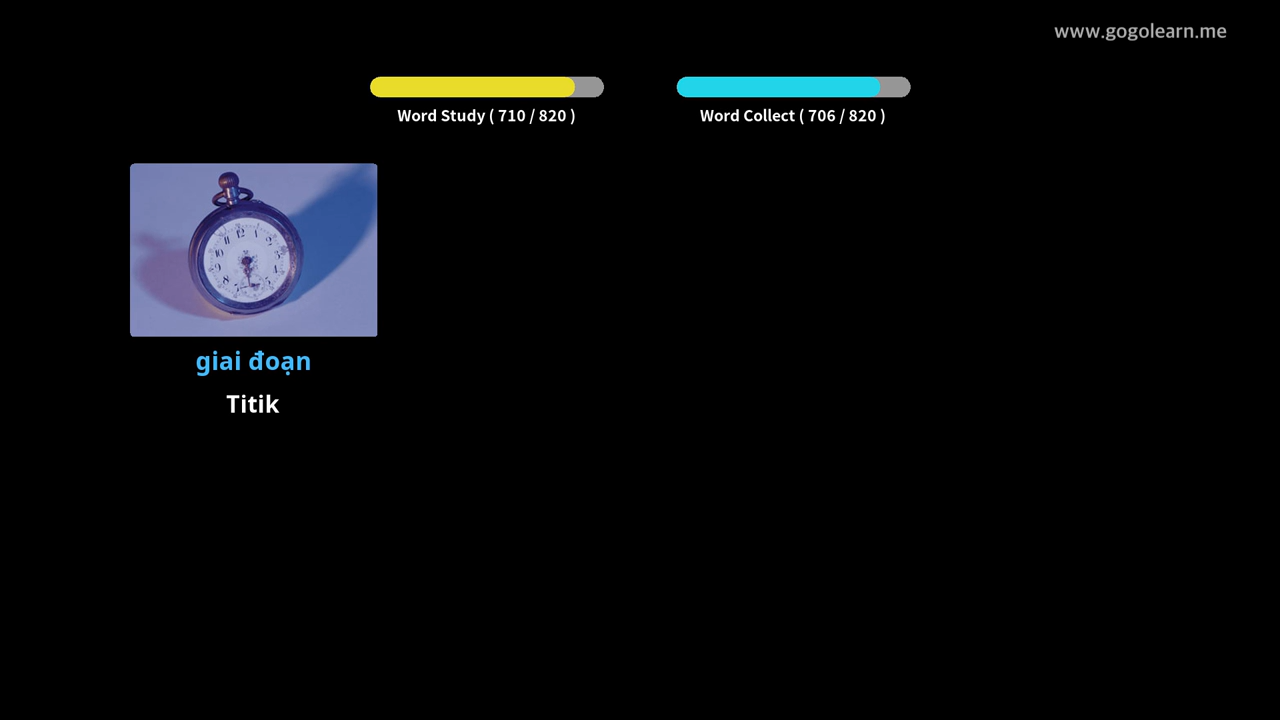 www.gogolearn.me
Word Study ( 710 / 820 )
Word Collect ( 706 / 820 )
giai đoạn
Titik